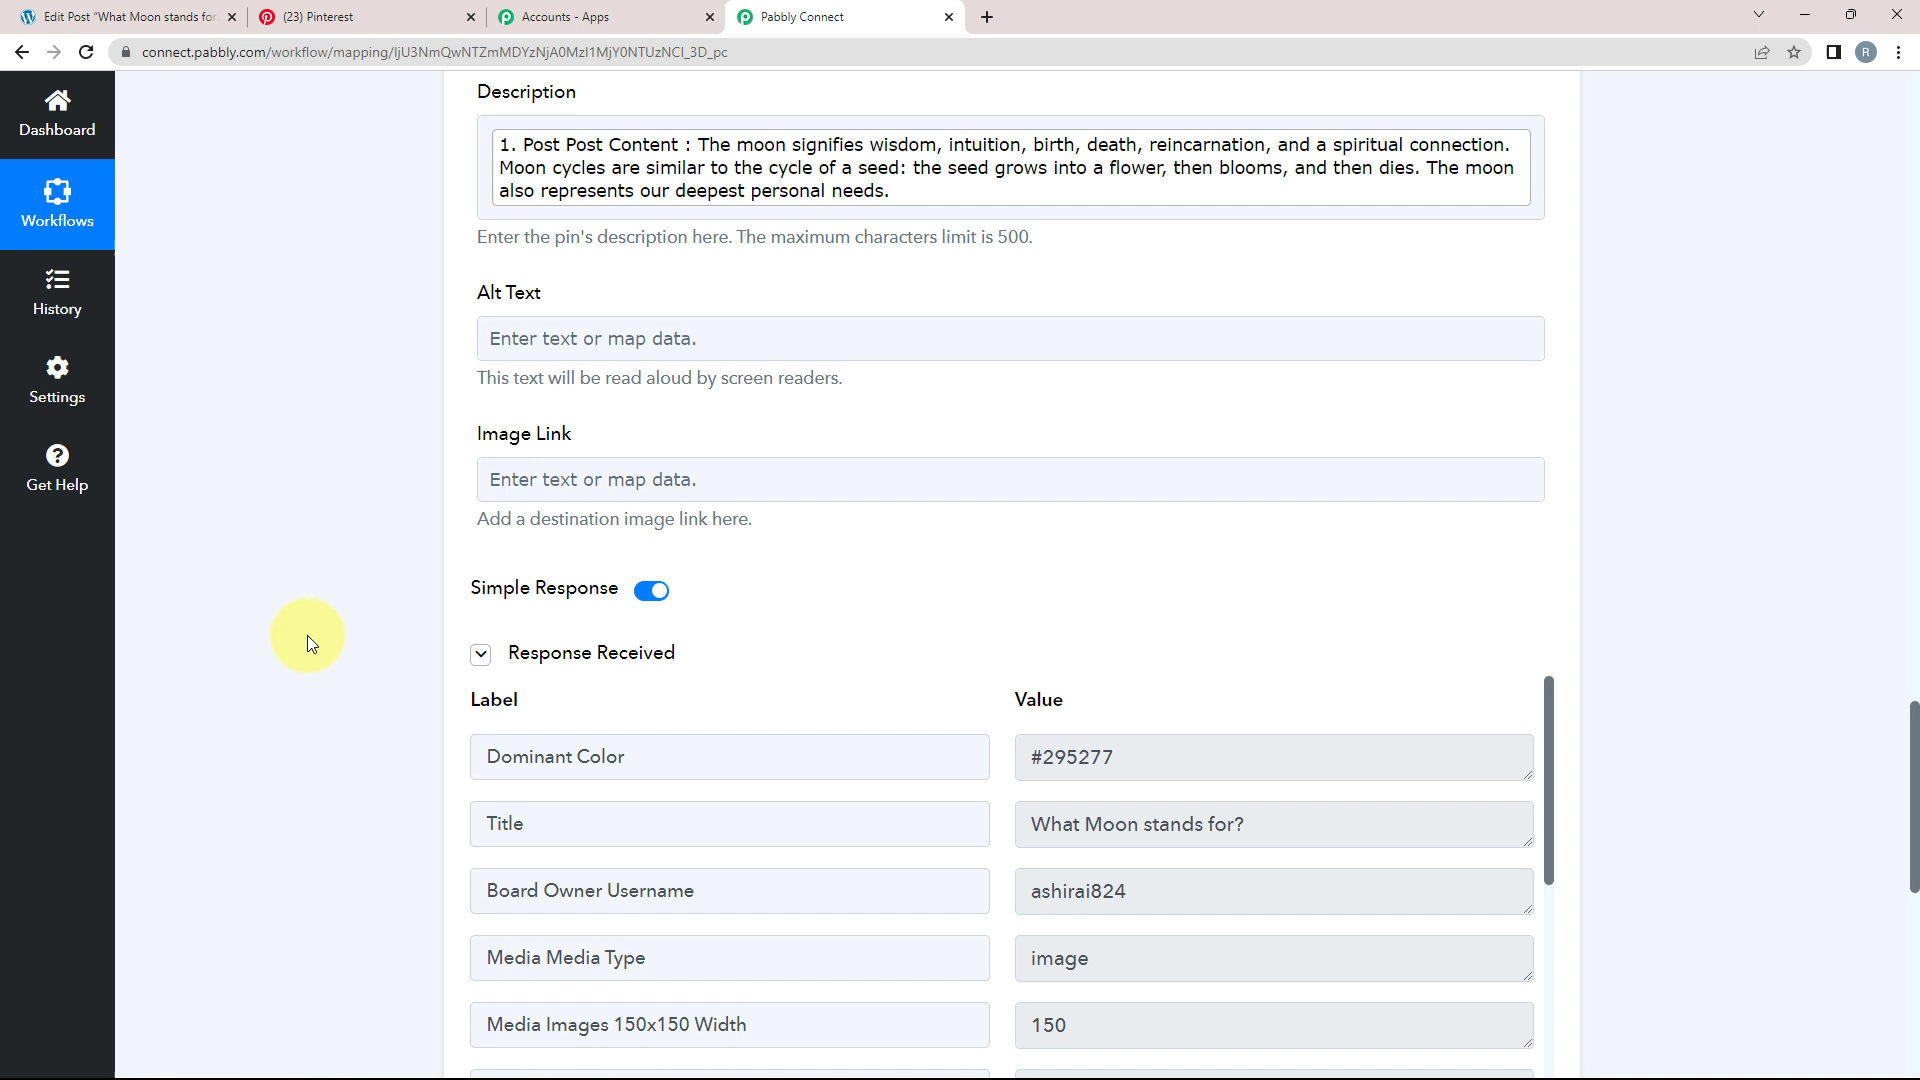 Edit Post "What Moon stands for
(23) Pinterest
Accounts - Apps
Pabbly Connect
connect.pabbly.com/workflow/mapping/IjU3NmQwNTZmMDYzNjA0MzI1MjY0NTUzNCI_3D_pc
R
Dashboard
Workflows
History
Settings
Get Help
Description
1. Post Post Content : The moon signifies wisdom, intuition, birth, death, reincarnation, and a spiritual connection.
Moon cycles are similar to the cycle of a seed: the seed grows into a flower, then blooms, and then dies. The moon
also represents our deepest personal needs.
Enter the pin's description here. The maximum characters limit is 500.
Alt Text
Enter text or map data.
This text will be read aloud by screen readers.
Image Link
Enter text or map data.
Add a destination image link here.
Simple Response
Response Received
Label Value
Dominant Color #295277
Title What Moon stands for?
Board Owner Username ashirai824
Media Media Type image
Media Images 150x150 Width 150